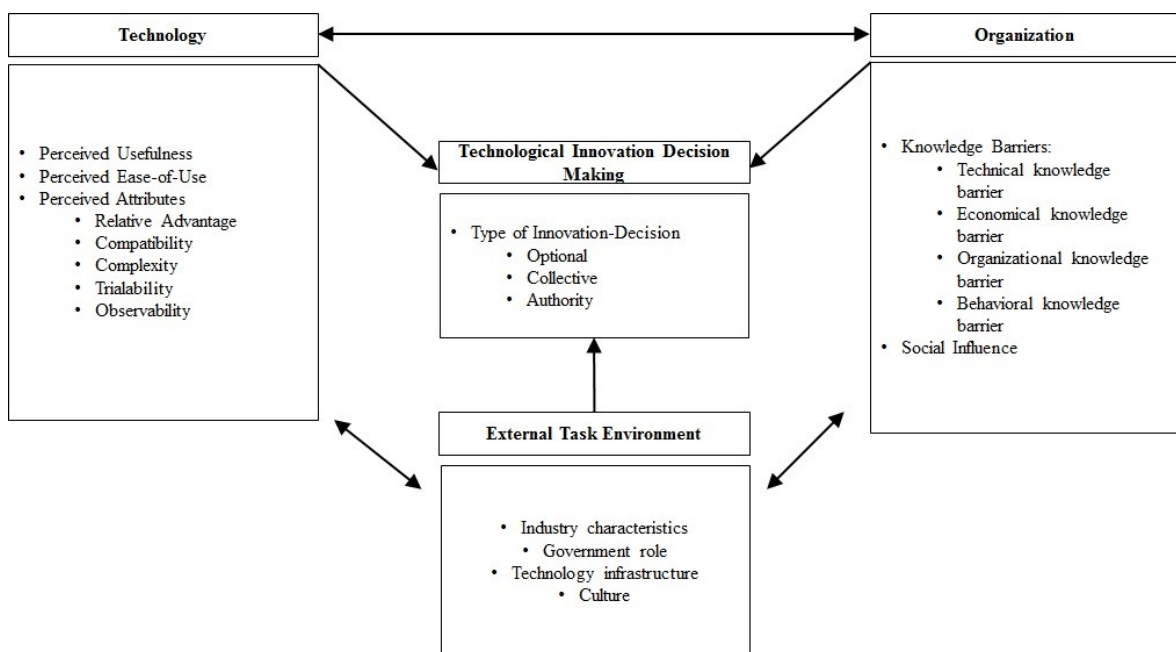 Technology
Organization
• Perceived Usefulness
• Perceived Ease-of-Use
• Perceived Attributes
• Relative Advantage
• Compatibility
• Complexity
• Trialability
• Observability
Technological Innovation Decision
Making
• Type of Innovation-Decision
• Optional
• Collective
• Authority
• Knowledge Barriers:
• Technical knowledge
barrier
• Economical knowledge
barrier
• Organizational knowledge
barrier
• Behavioral knowledge
barrier
• Social Influence
External Task Environment
• Industry characteristics
• Government role
• Technology infrastructure
• Culture